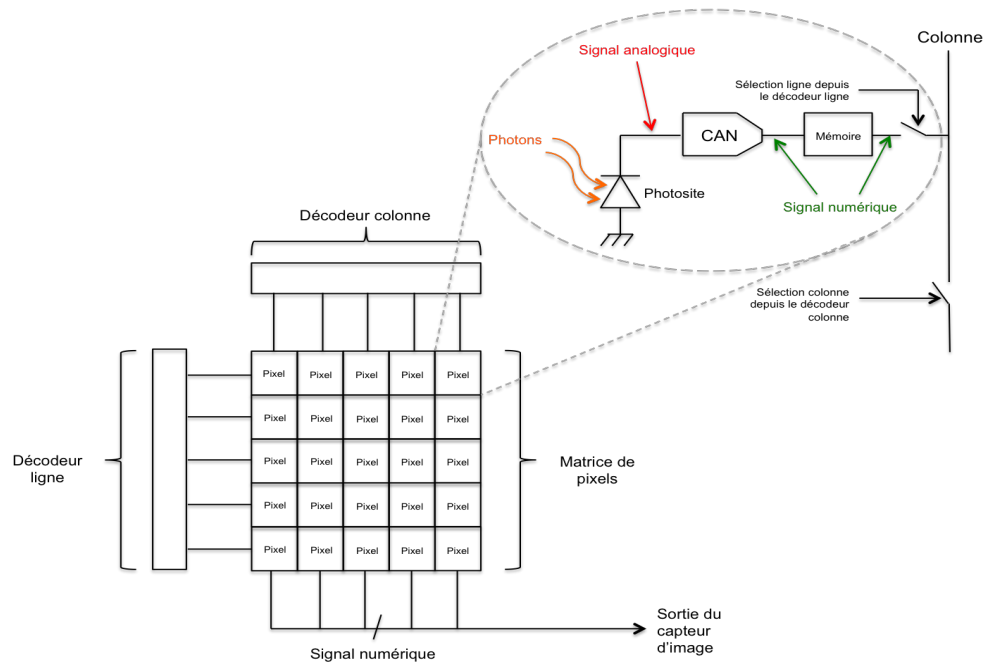 Colonne
Signal analogique
Sélection ligne depuis
le décodeur ligne
CAN
Mémoire
Photons
Photosite
Signal numérique
Décodeur colonne
Sélection colonne
depuis le décodeur
colonne
Pixel Pixel Pixel Pixel Pixel
Pixel Pixel Pixel Pixel Pixel
Décodeur
ligne
Pixel Pixel Pixel Pixel Pixel
Matrice de
pixels
Pixel Pixel Pixel Pixel Pixel
Pixel Pixel Pixel Pixel Pixel
Sortie du
capteur
d'image
Signal numérique